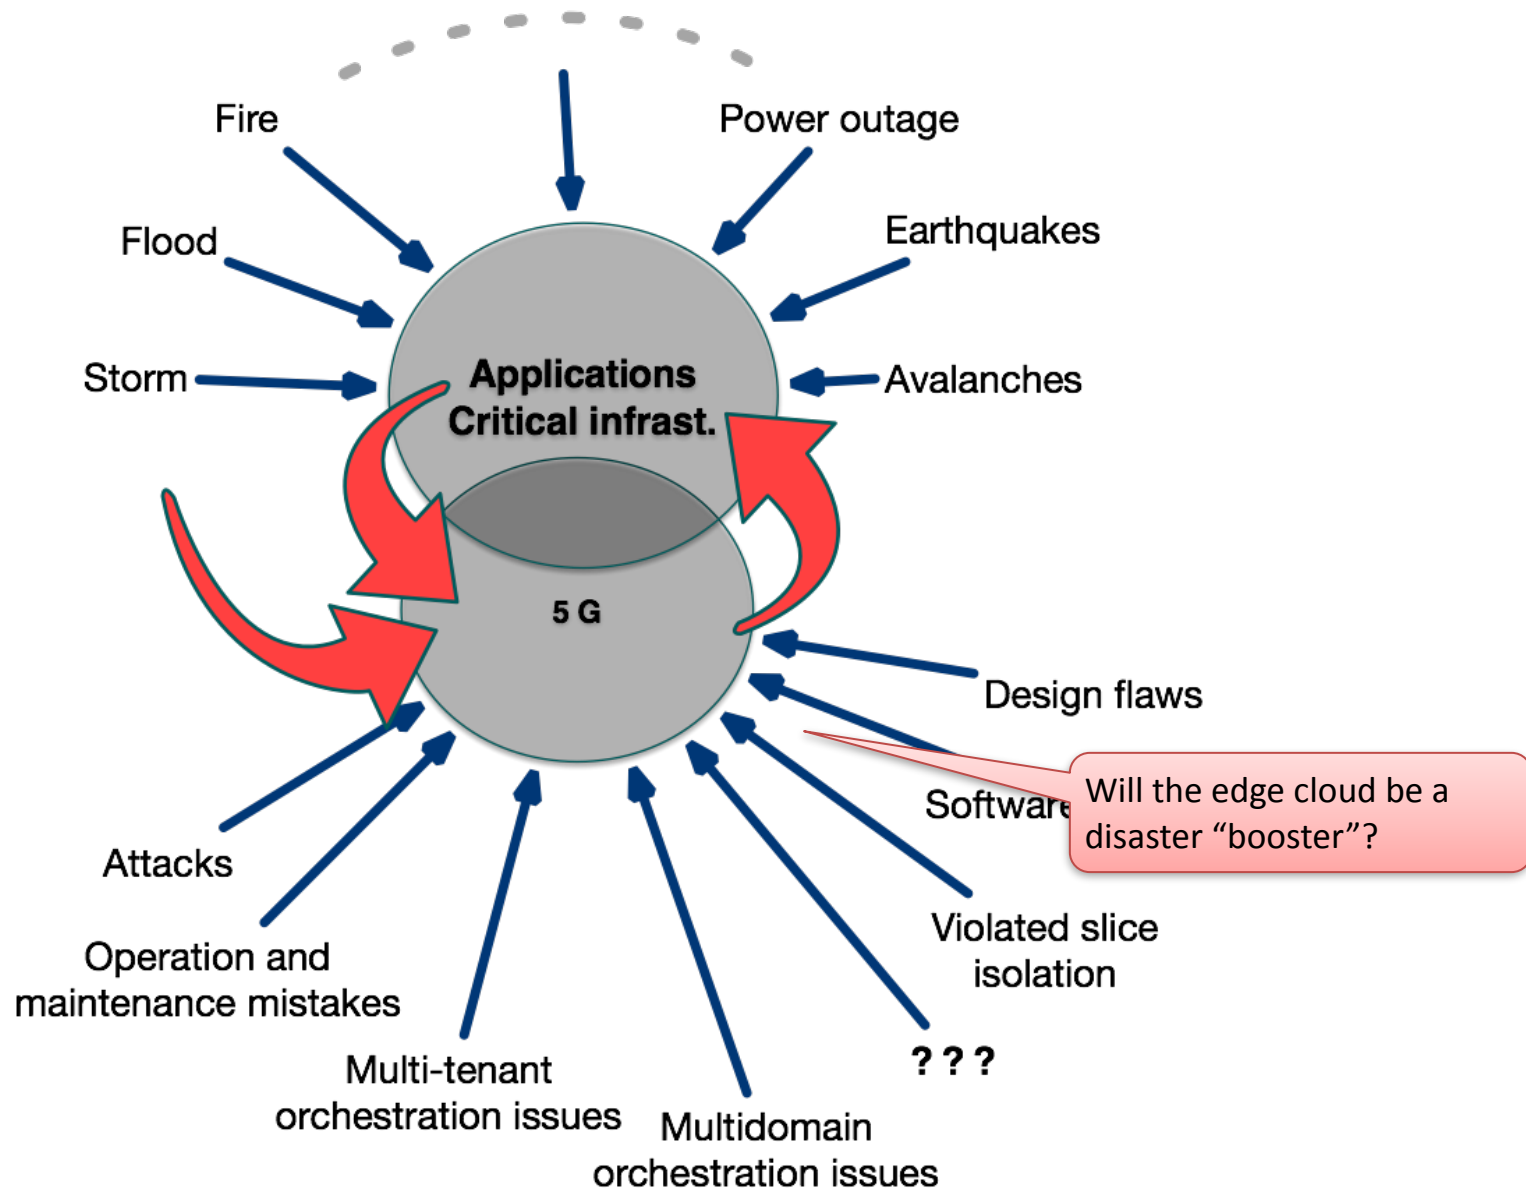 Fire
Power outage
Flood
Earthquakes
Storm
Avalanches
Applications
Critical infrast.
5 G
Design flaws
Software
Will the edge cloud be a
disaster “booster”?
Attacks
Violated slice
isolation
Operation and
maintenance mistakes
? ? ?
Multi-tenant
orchestration issues
Multidomain
orchestration issues